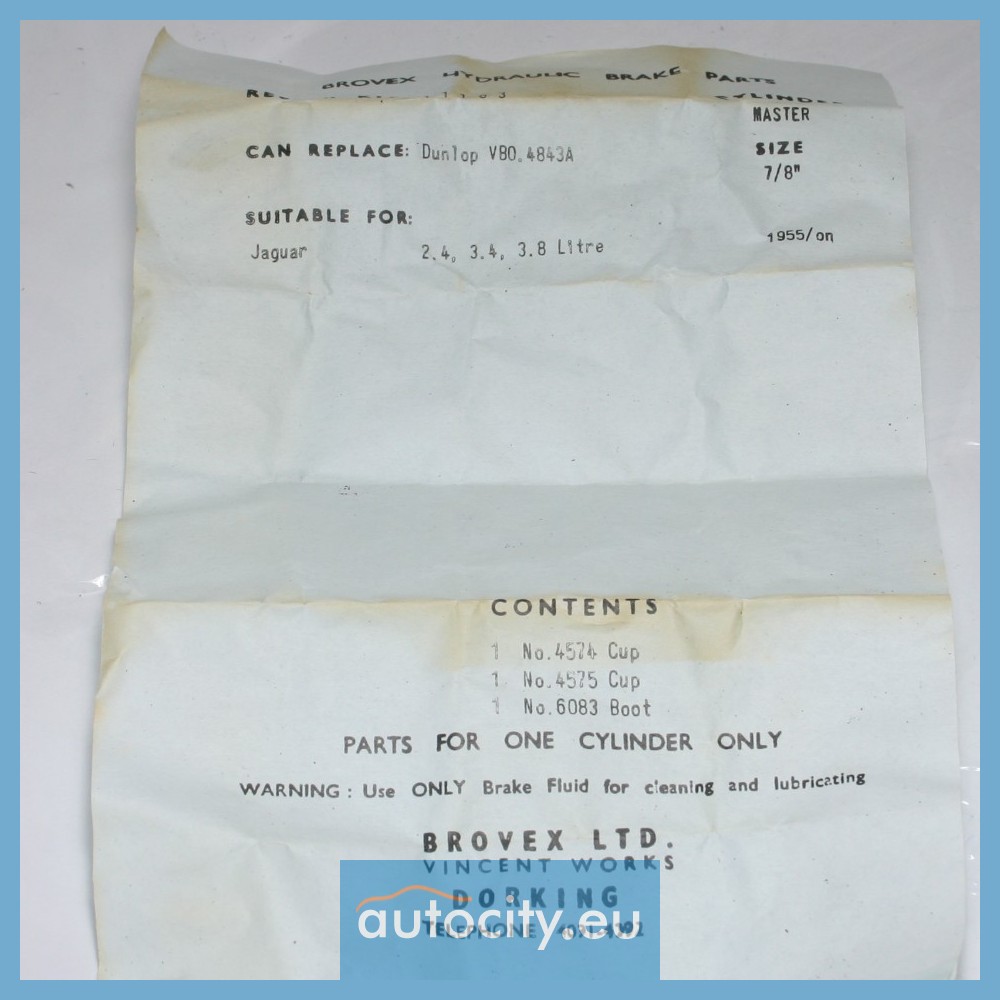 BROVEX HYDRAULIC BRAKE PARTS
CYLINDER
MASTER
CAN REPLACE: Dunlop VBO.4843A
SIZE
7/8"
SUITABLE FOR:
Jaguar 2.4, 3.4, 3.8 Litre 1955/on
CONTENTS
1 No.4574 Cup
1 No.4575 Cup
1 No.6083 Boot
PARTS FOR ONE CYLINDER ONLY
WARNING: Use ONLY Brake Fluid for cleaning and lubricating
BROVEX LTD.
VINCENT WORKS
DORKING
TELEPHONE
autocity.eu